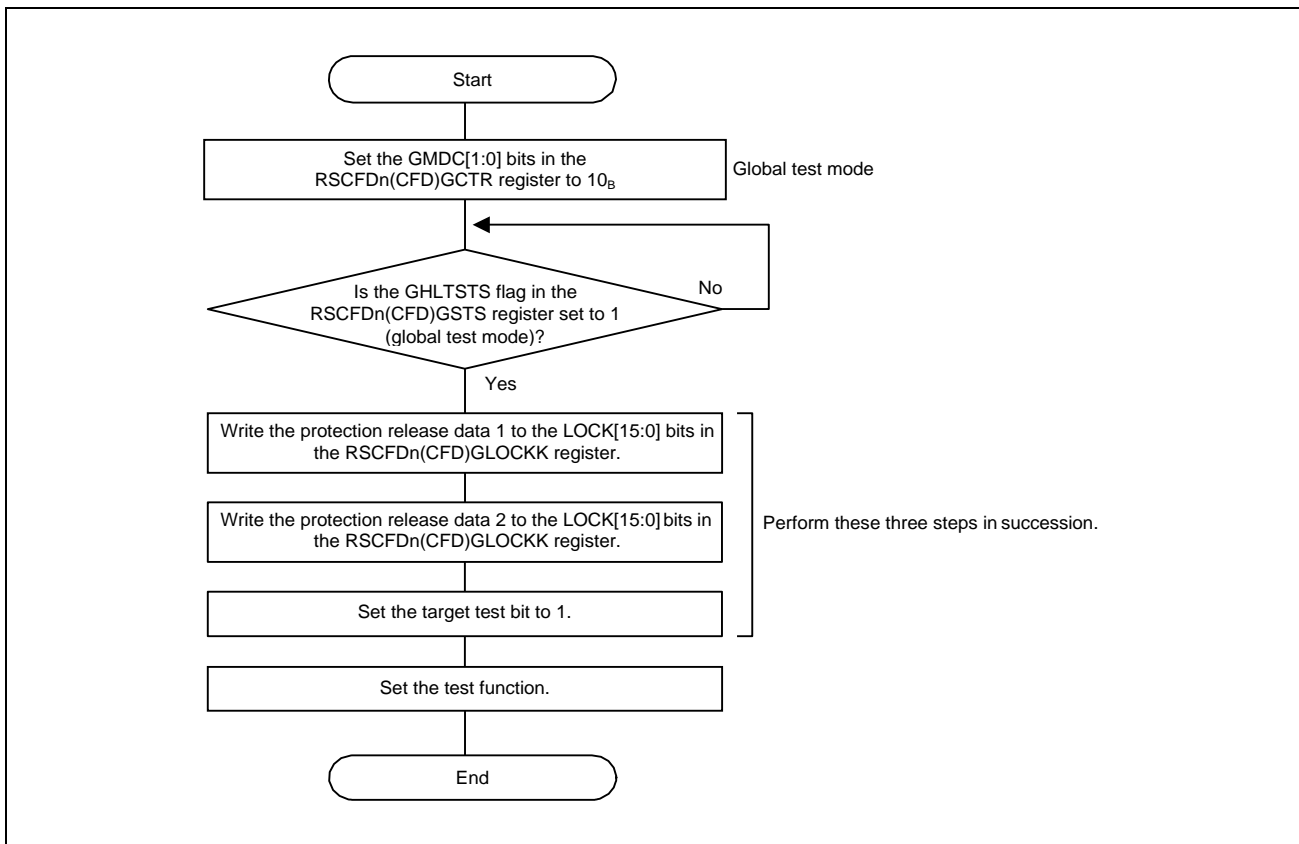 Start
Set the GMDC[1:0] bits in the
RSCFDn(CFD)GCTR register to 10B
Global test mode
Is the GHLTSTS flag in the
RSCFDn(CFD)GSTS register set to 1
(global test mode)?
No
Yes
Write the protection release data 1 to the LOCK[15:0] bits in
the RSCFDn(CFD)GLOCKK register.
Write the protection release data 2 to the LOCK[15:0] bits in
the RSCFDn(CFD)GLOCKK register.
Perform these three steps in succession.
Set the target test bit to 1.
Set the test function.
End